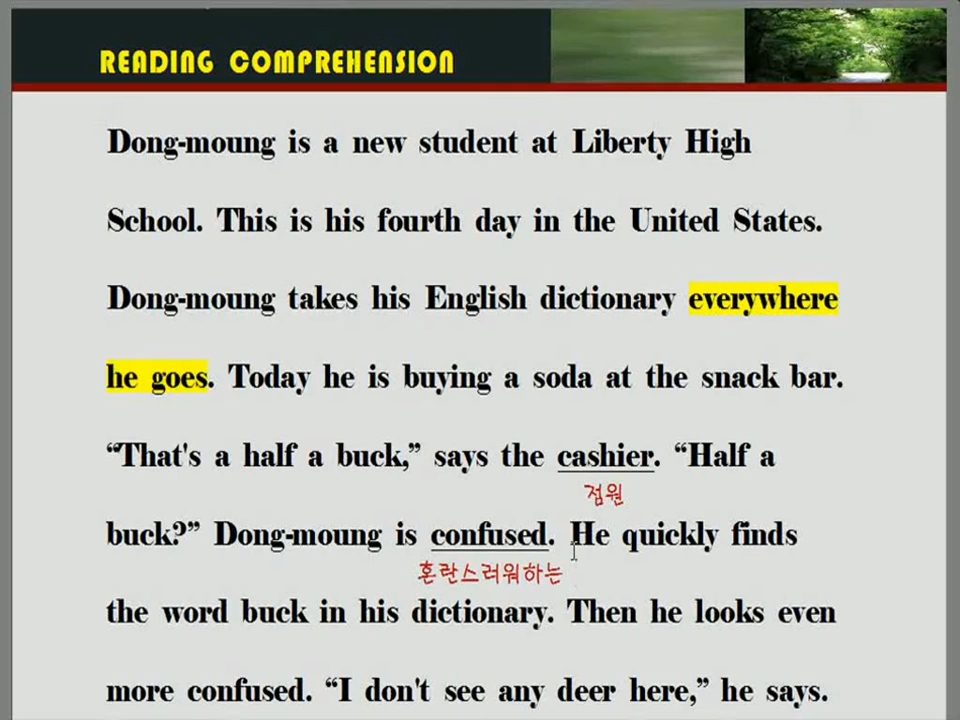 READING COMPREHENSION
Dong-moung is a new student at Liberty High
School. This is his fourth day in the United States.
Dong-moung takes his English dictionary everywhere
he goes. Today he is buying a soda at the snack bar.
“That's a half a buck,” says the cashier. “Half a
점원
buck?” Dong-moung is confused. He quickly finds
혼란스러워하는
the word buck in his dictionary. Then he looks even
more confused. “I don't see any deer here,” he says.